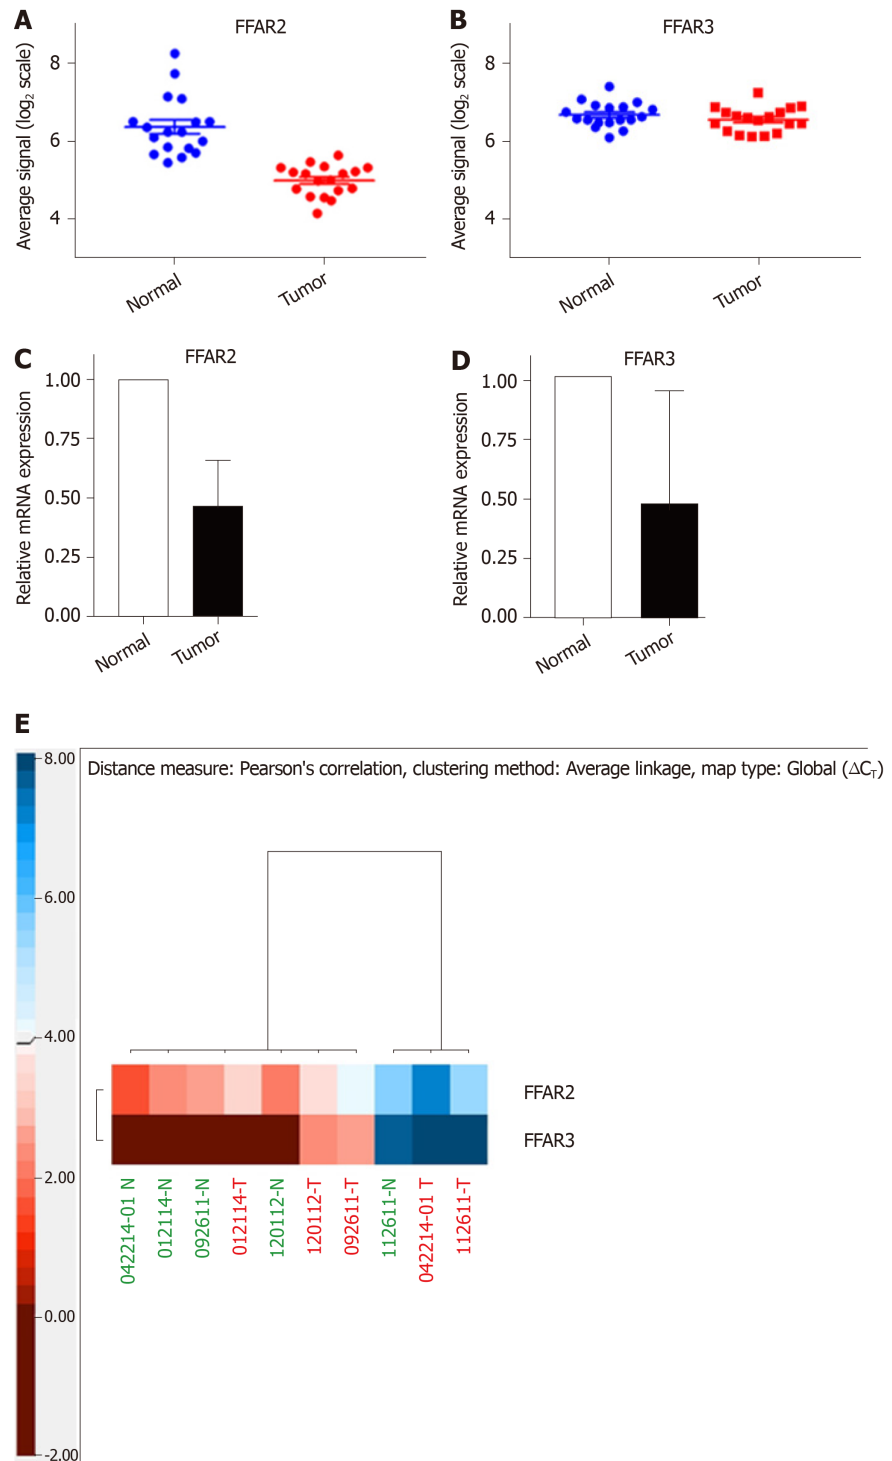 A
FFAR2
Average signal (log2 scale)
8
6
4
Normal
Tumor
B
FFAR3
Average signal (log2 scale)
8
6
4
Normal
Tumor
C
FFAR2
Relative mRNA expression
1.00
0.75
0.50
0.25
0.00
Normal
Tumor
D
FFAR3
Relative mRNA expression
1.00
0.75
0.50
0.25
0.00
Normal
Tumor
E
Distance measure: Pearson's correlation, clustering method: Average linkage, map type: Global (ΔCT)
8.00
6.00
4.00
2.00
0.00
-2.00
FFAR2
FFAR3
042214-01 N
012114-N
092611-N
012114-T
120112-N
120112-T
092611-T
112611-N
042214-01 T
112611-T